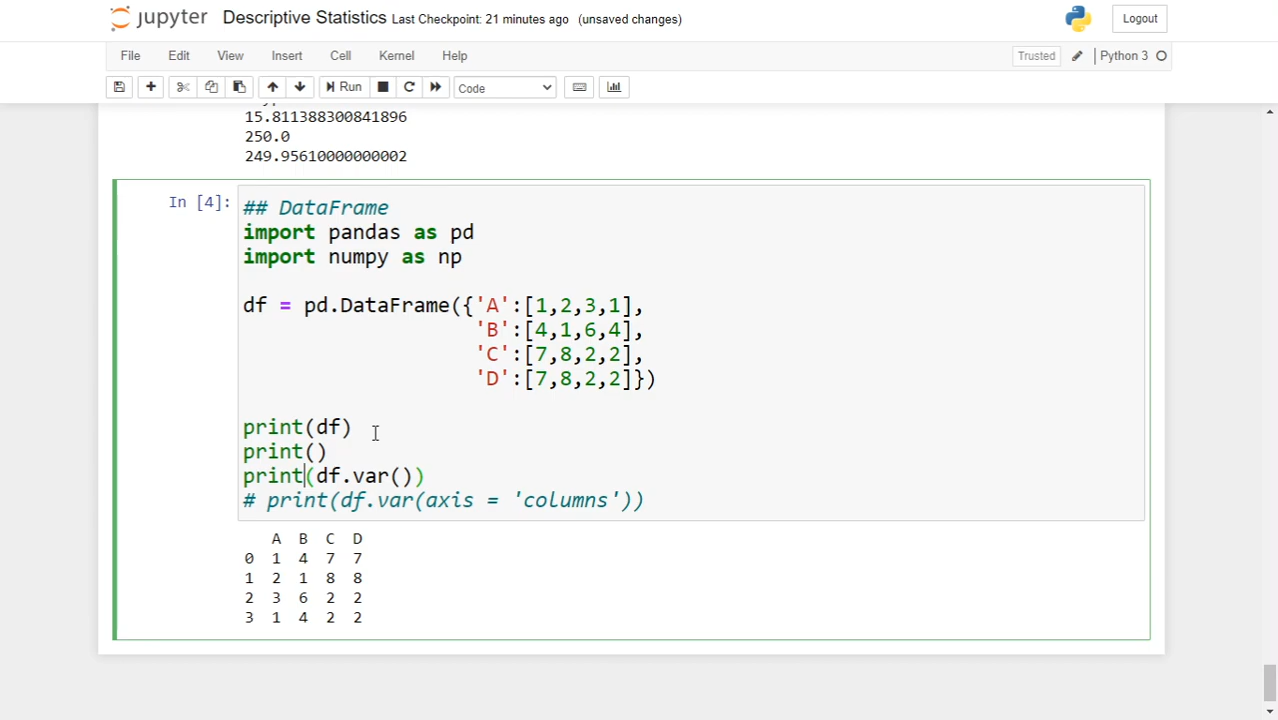 jupyter Descriptive Statistics Last Checkpoint: 21 minutes ago (unsaved changes) Logout
File Edit View Insert Cell Kernel Help Trusted Python 3
Run Code
15.811388300841896
250.0
249.95610000000002
In [4]: ## DataFrame
import pandas as pd
import numpy as np
df = pd.DataFrame({'A':[1,2,3,1],
'B':[4,1,6,4],
'C':[7,8,2,2],
'D':[7,8,2,2]})
print(df)
print()
print(df.var())
# print(df.var(axis = 'columns'))
A B C D
0 1 4 7 7
1 2 1 8 8
2 3 6 2 2
3 1 4 2 2